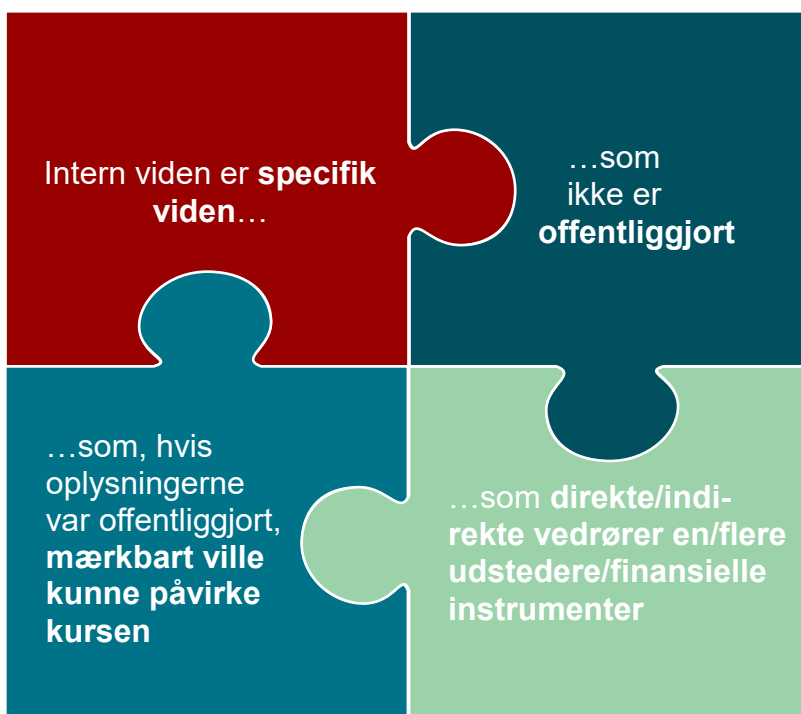 Intern viden er specifik
viden…
…som
ikke er
offentliggjort
…som, hvis
oplysningerne
var offentliggjort,
mærkbart ville
kunne påvirke
kursen
…som direkte/indi-
rekte vedrører en/flere
udstedere/finansielle
instrumenter